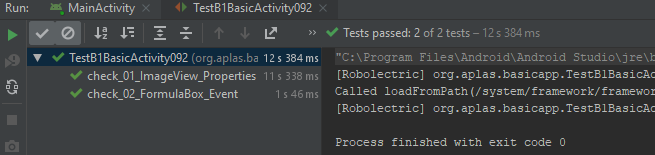 Run: MainActivity × TestB1BasicActivity092 ×
Tests passed: 2 of 2 tests – 12 s 384 ms
TestB1BasicActivity092 (org.aplas.ba 12 s 384 ms
check_01_ImageView_Properties 11 s 338 ms
check_02_FormulaBox_Event 1 s 46 ms
"C:\Program Files\Android\Android Studio\jre\b
[Robolectric] org.aplas.basicapp.TestB1BasicAc
Called loadFromPath(/system/framework/framewor
[Robolectric] org.aplas.basicapp.TestB1BasicAc
Process finished with exit code 0